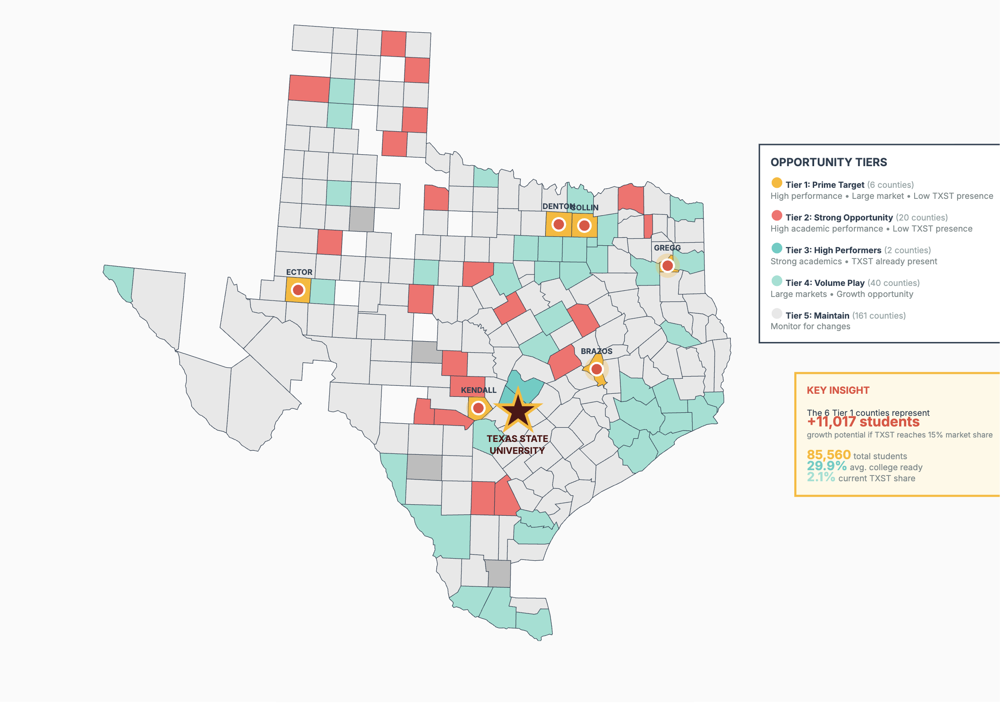 DENTON
COLLIN
GREGG
ECTOR
BRAZOS
KENDALL
TEXAS STATE
UNIVERSITY
OPPORTUNITY TIERS
Tier 1: Prime Target (6 counties)
High performance • Large market • Low TXST presence
Tier 2: Strong Opportunity (20 counties)
High academic performance • Low TXST presence
Tier 3: High Performers (2 counties)
Strong academics • TXST already present
Tier 4: Volume Play (40 counties)
Large markets • Growth opportunity
Tier 5: Maintain (161 counties)
Monitor for changes
KEY INSIGHT
The 6 Tier 1 counties represent
+11,017 students
growth potential if TXST reaches 15% market share
85,560 total students
29.9% avg. college ready
2.1% current TXST share